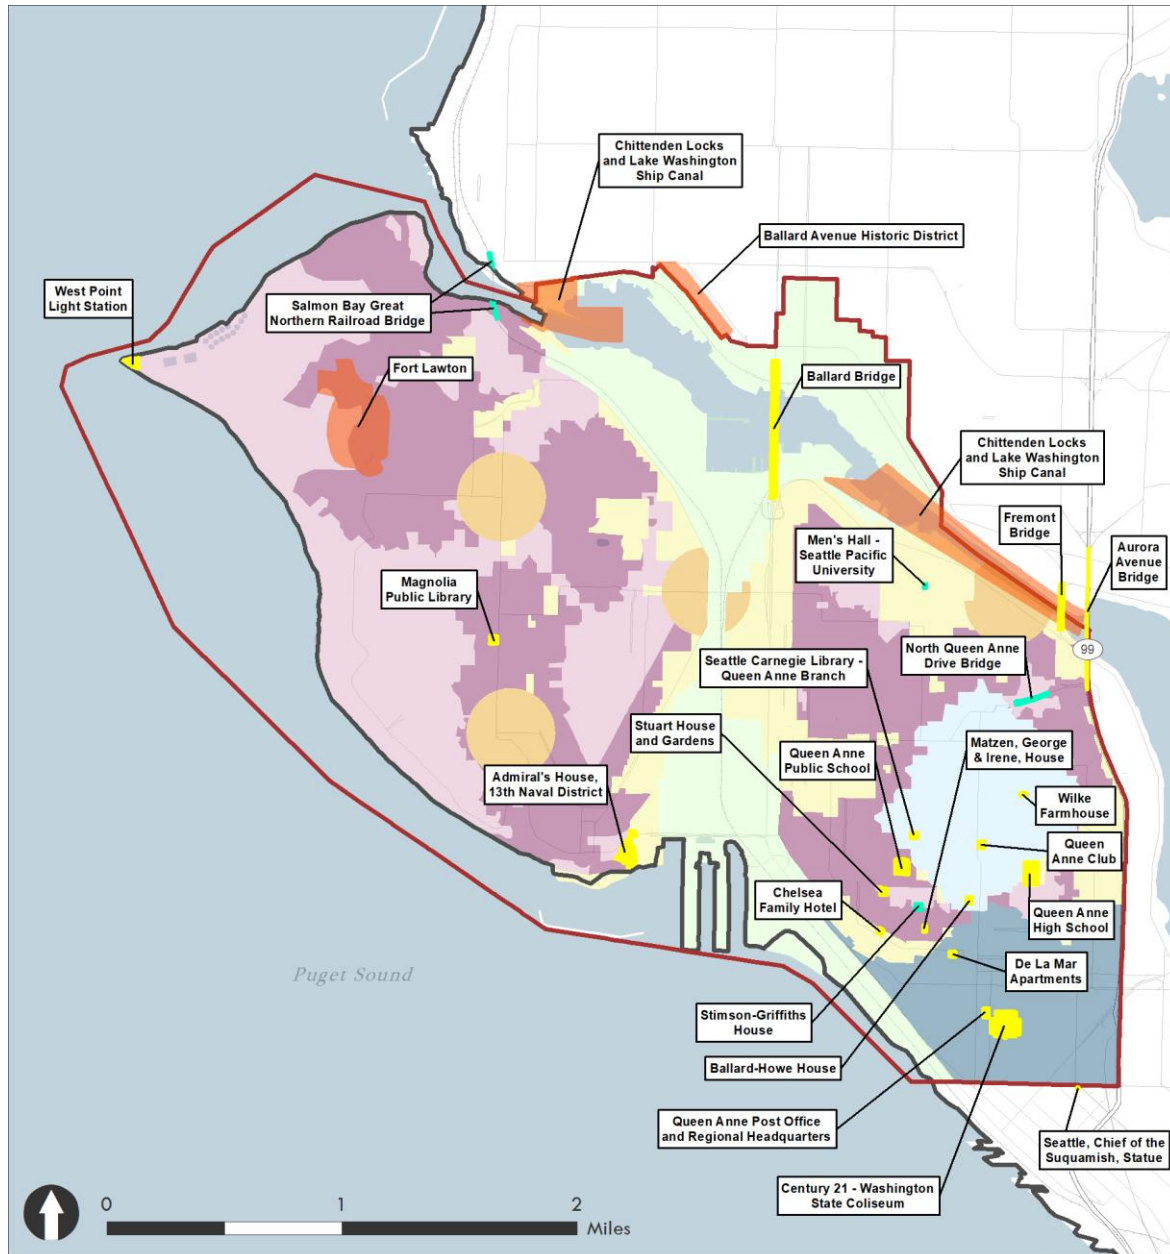 Chittenden Locks
and Lake Washington
Ship Canal
Ballard Avenue Historic District
West Point
Light Station
Salmon Bay Great
Northern Railroad Bridge
Fort Lawton
Ballard Bridge
Chittenden Locks
and Lake Washington
Ship Canal
Fremont
Bridge
Aurora
Avenue
Bridge
Men's Hall -
Seattle Pacific
University
Magnolia
Public Library
99
North Queen Anne
Drive Bridge
Seattle Carnegie Library -
Queen Anne Branch
Stuart House
and Gardens
Queen Anne
Public School
Matzen, George
& Irene, House
Admiral's House,
13th Naval District
Wilke
Farmhouse
Queen
Anne Club
Chelsea
Family Hotel
Queen Anne
High School
De La Mar
Apartments
Puget Sound
Stimson-Griffiths
House
Ballard-Howe House
Queen Anne Post Office
and Regional Headquarters
Seattle, Chief of the
Suquamish, Statue
Century 21 - Washington
State Coliseum
0 1 2
Miles